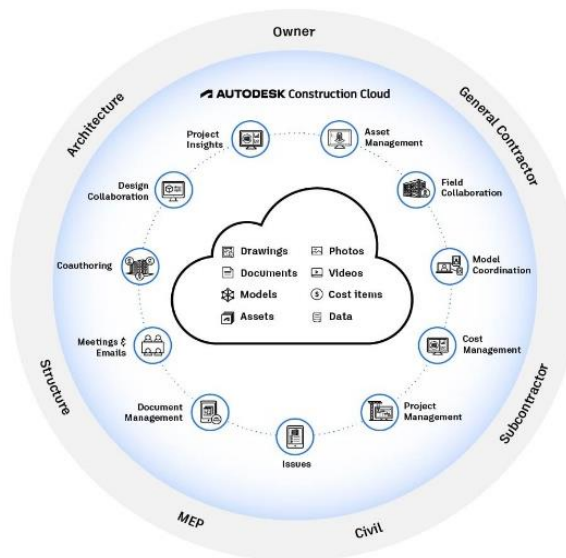 Owner
Architecture
General Contractor
AUTODESK Construction Cloud
Project
Insights
Asset
Management
Design
Collaboration
Field
Collaboration
Drawings
Photos
Documents
Videos
Models
Cost items
Assets
Data
Coauthoring
Model
Coordination
Meetings &
Emails
Cost
Management
Document
Management
Project
Management
Issues
Structure
Subcontractor
MEP
Civil